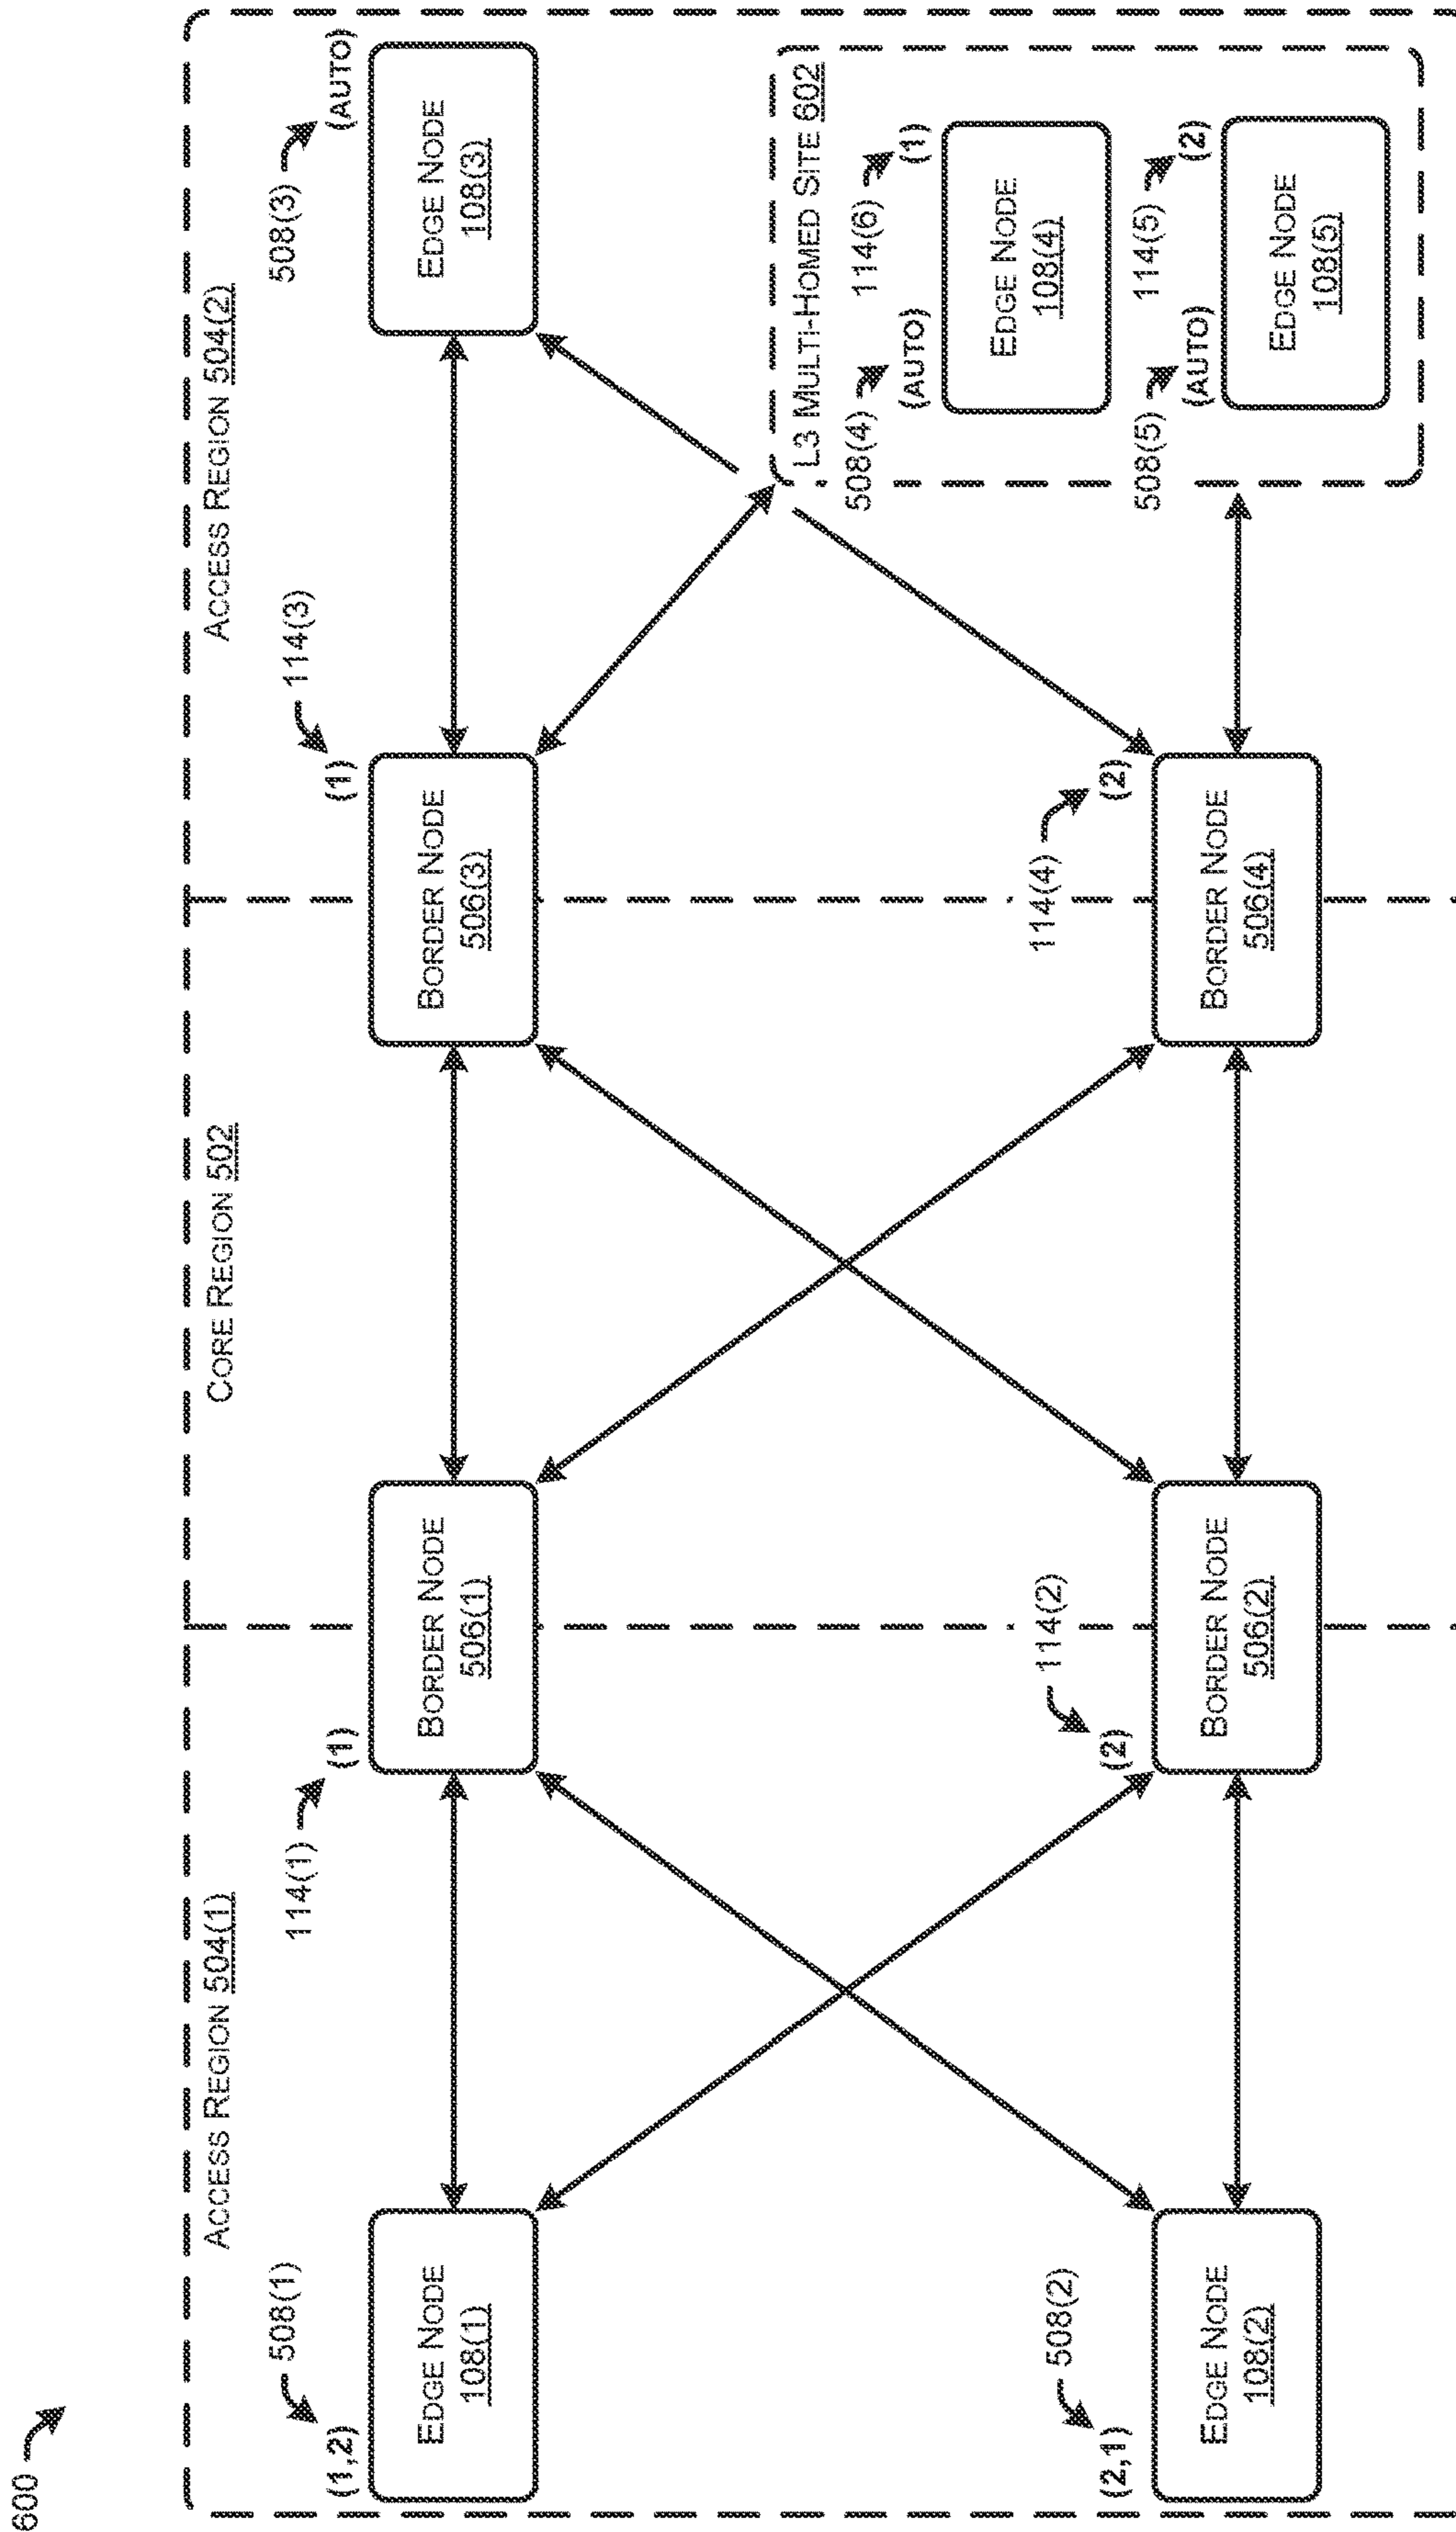 600
ACCESS REGION 504(1)
CORE REGION 502
ACCESS REGION 504(2)
508(1)
(1,2)
EDGE NODE
108(1)
114(1)
(1)
BORDER NODE
506(1)
114(3)
(1)
BORDER NODE
506(3)
508(3)
(AUTO)
EDGE NODE
108(3)
508(2)
(2,1)
EDGE NODE
108(2)
114(2)
(2)
BORDER NODE
506(2)
114(4)
(2)
BORDER NODE
506(4)
L3 MULTI-HOMED SITE 602
508(4)
(AUTO)
114(6)
(1)
EDGE NODE
108(4)
508(5)
(AUTO)
114(5)
(2)
EDGE NODE
108(5)